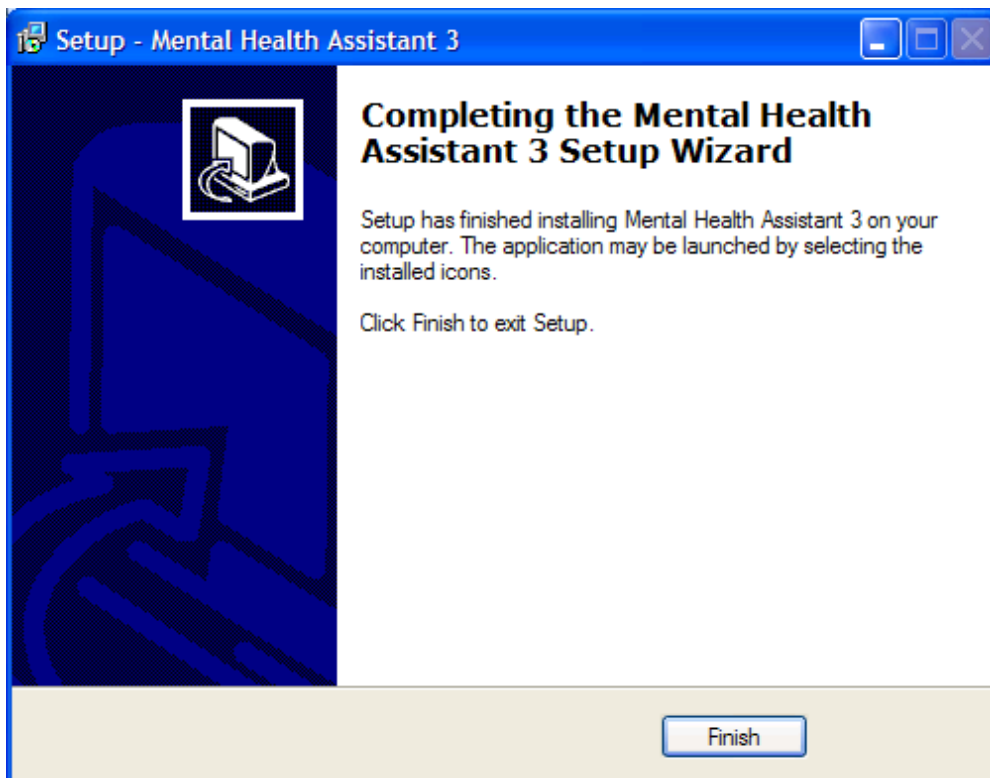 Setup - Mental Health Assistant 3
Completing the Mental Health
Assistant 3 Setup Wizard
Setup has finished installing Mental Health Assistant 3 on your
computer. The application may be launched by selecting the
installed icons.
Click Finish to exit Setup.
Finish